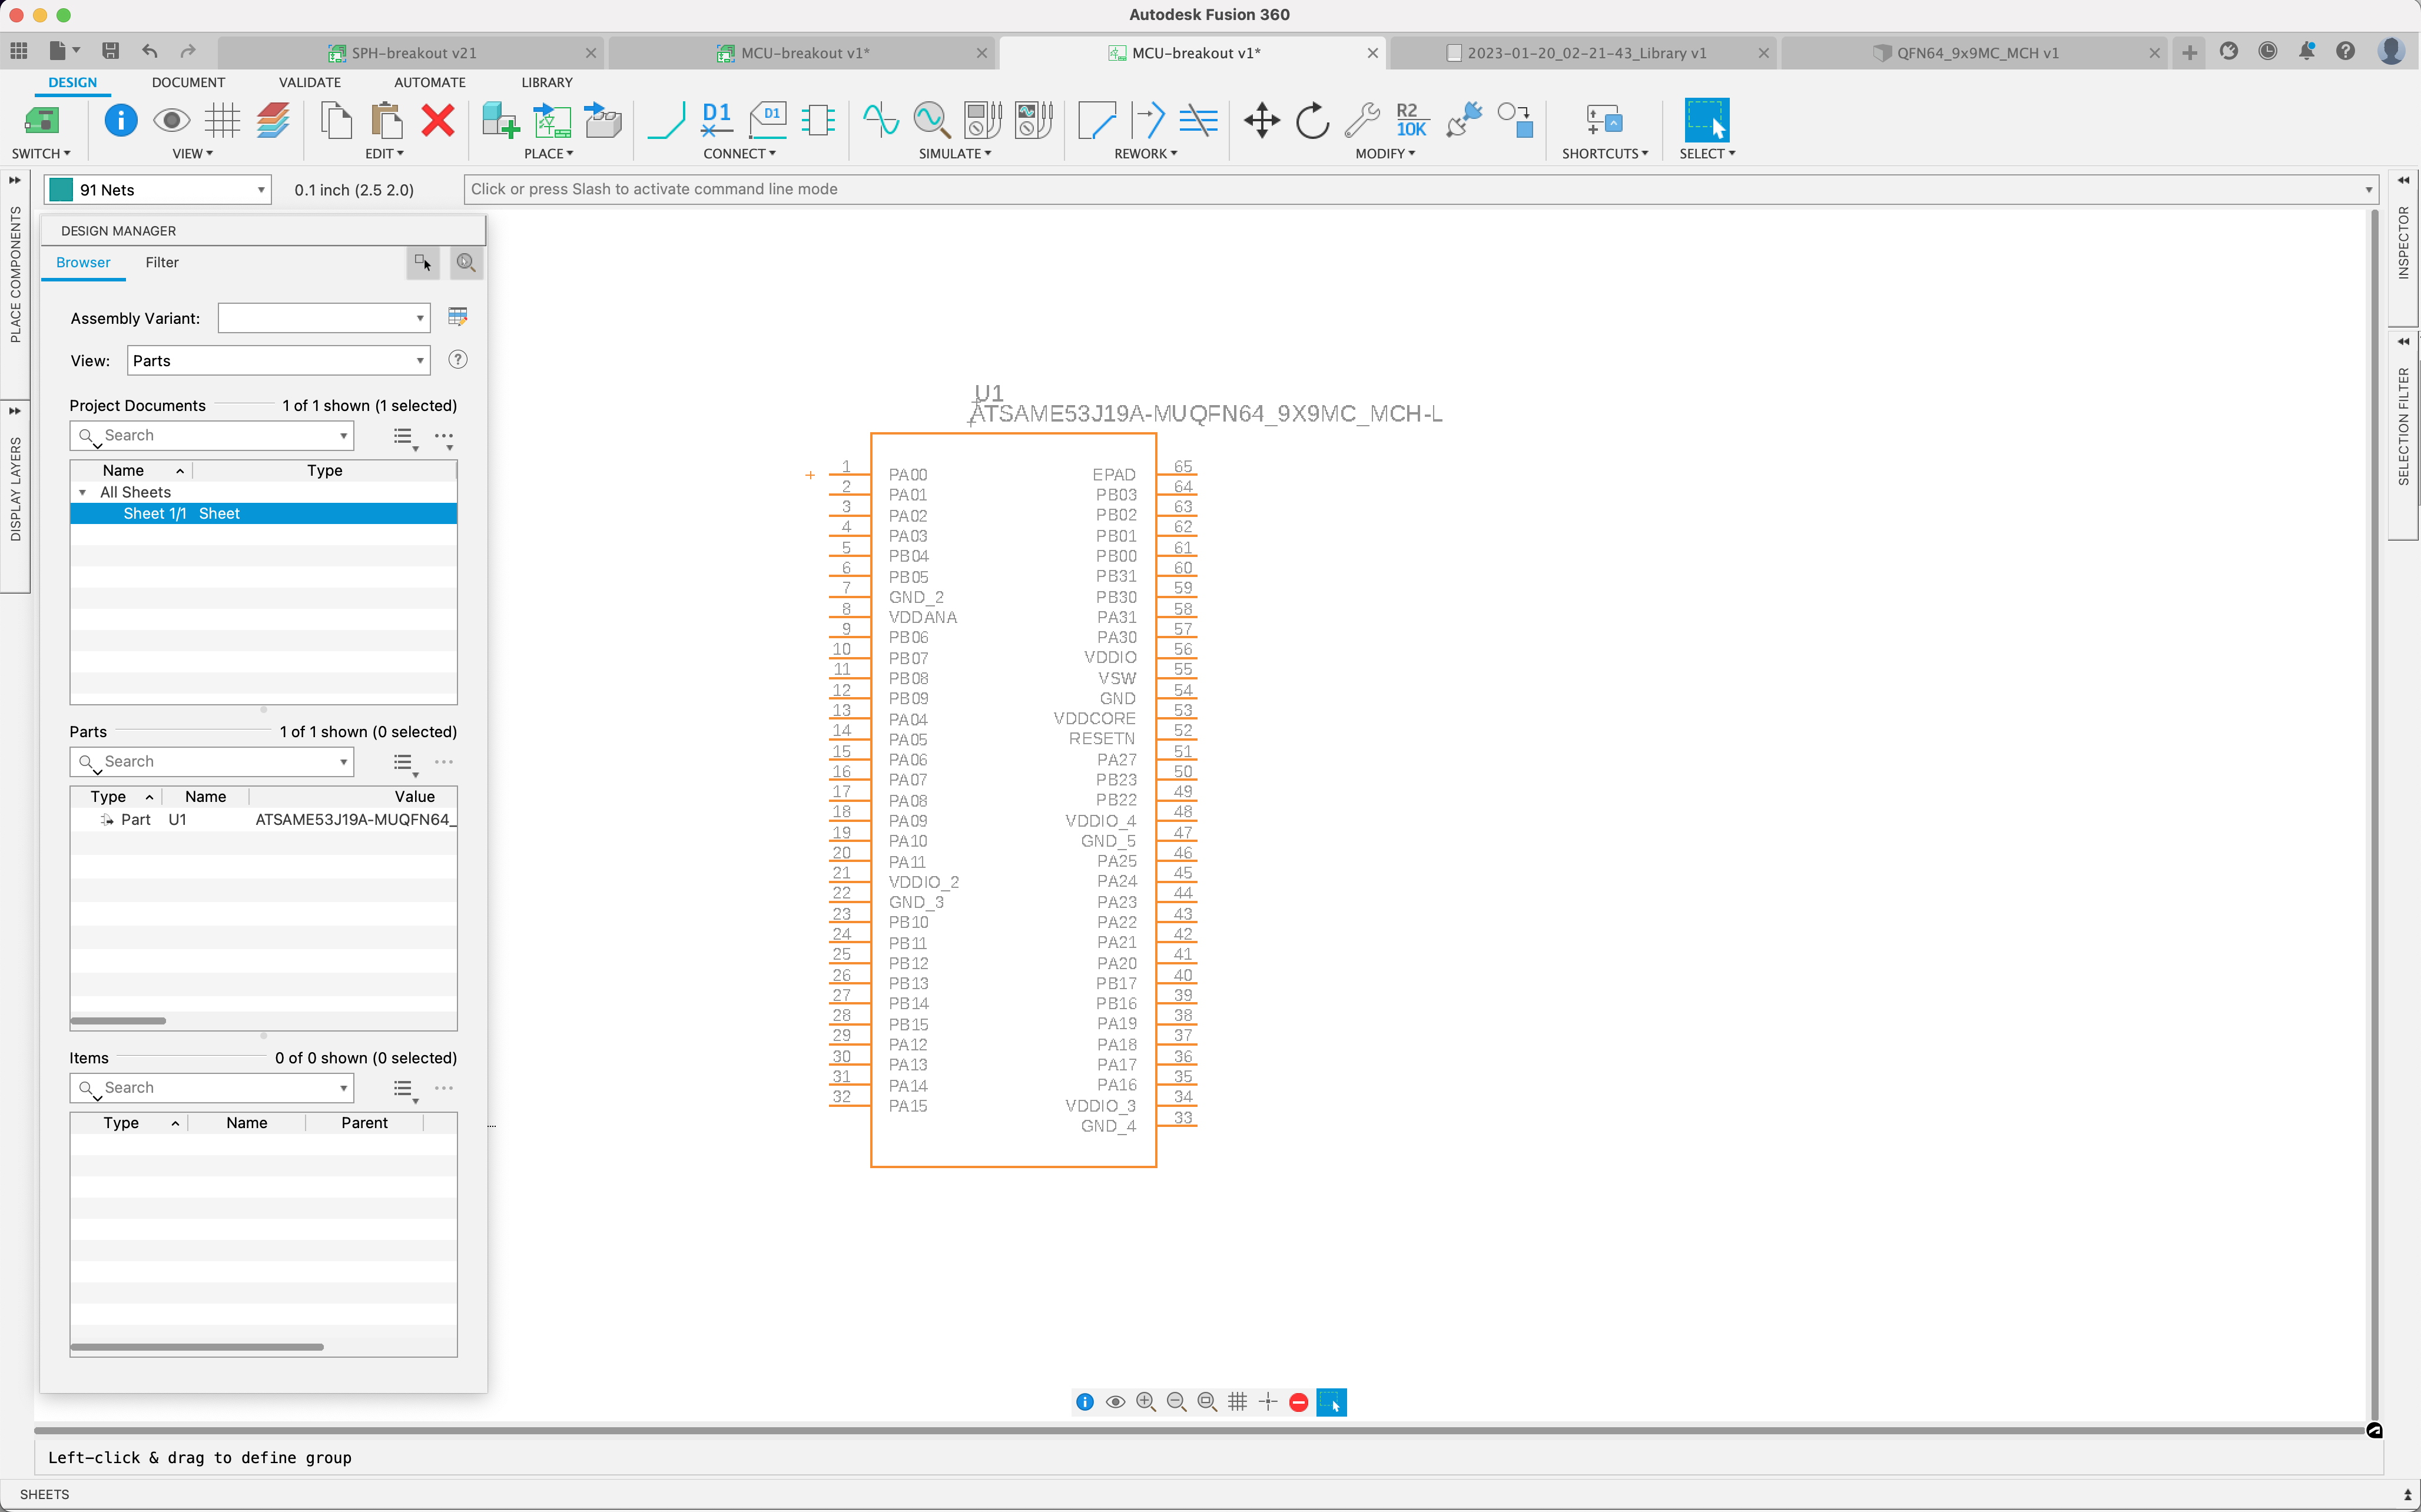 Autodesk Fusion 360
SPH-breakout v21
MCU-breakout v1*
MCU-breakout v1*
2023-01-20_02-21-43_Library v1
QFN64_9x9MC_MCH v1
DESIGN
DOCUMENT
VALIDATE
AUTOMATE
LIBRARY
D1
D1
R2
10K
SWITCH
VIEW
EDIT
PLACE
CONNECT
SIMULATE
REWORK
MODIFY
SHORTCUTS
SELECT
91 Nets
0.1 inch (2.5 2.0)
Click or press Slash to activate command line mode
PLACE COMPONENTS
DISPLAY LAYERS
INSPECTOR
SELECTION FILTER
DESIGN MANAGER
Browser
Filter
Assembly Variant:
View:
Parts
Project Documents
1 of 1 shown (1 selected)
Search
Name
Type
All Sheets
Sheet 1/1
Sheet
Parts
1 of 1 shown (0 selected)
Search
Type
Name
Value
Part
U1
ATSAME53J19A-MUQFN64_
Items
0 of 0 shown (0 selected)
Search
Type
Name
Parent
U1
ATSAME53J19A-MUQFN64_9X9MC_MCH-L
1 PA00 EPAD 65
2 PA01 PB03 64
3 PA02 PB02 63
4 PA03 PB01 62
5 PB04 PB00 61
6 PB05 PB31 60
7 GND_2 PB30 59
8 VDDANA PA31 58
9 PB06 PA30 57
10 PB07 VDDIO 56
11 PB08 VSW 55
12 PB09 GND 54
13 PA04 VDDCORE 53
14 PA05 RESETN 52
15 PA06 PA27 51
16 PA07 PB23 50
17 PA08 PB22 49
18 PA09 VDDIO_4 48
19 PA10 GND_5 47
20 PA11 PA25 46
21 VDDIO_2 PA24 45
22 GND_3 PA23 44
23 PB10 PA22 43
24 PB11 PA21 42
25 PB12 PA20 41
26 PB13 PB17 40
27 PB14 PB16 39
28 PB15 PA19 38
29 PA12 PA18 37
30 PA13 PA17 36
31 PA14 PA16 35
32 PA15 VDDIO_3 34
GND_4 33
Left-click & drag to define group
SHEETS